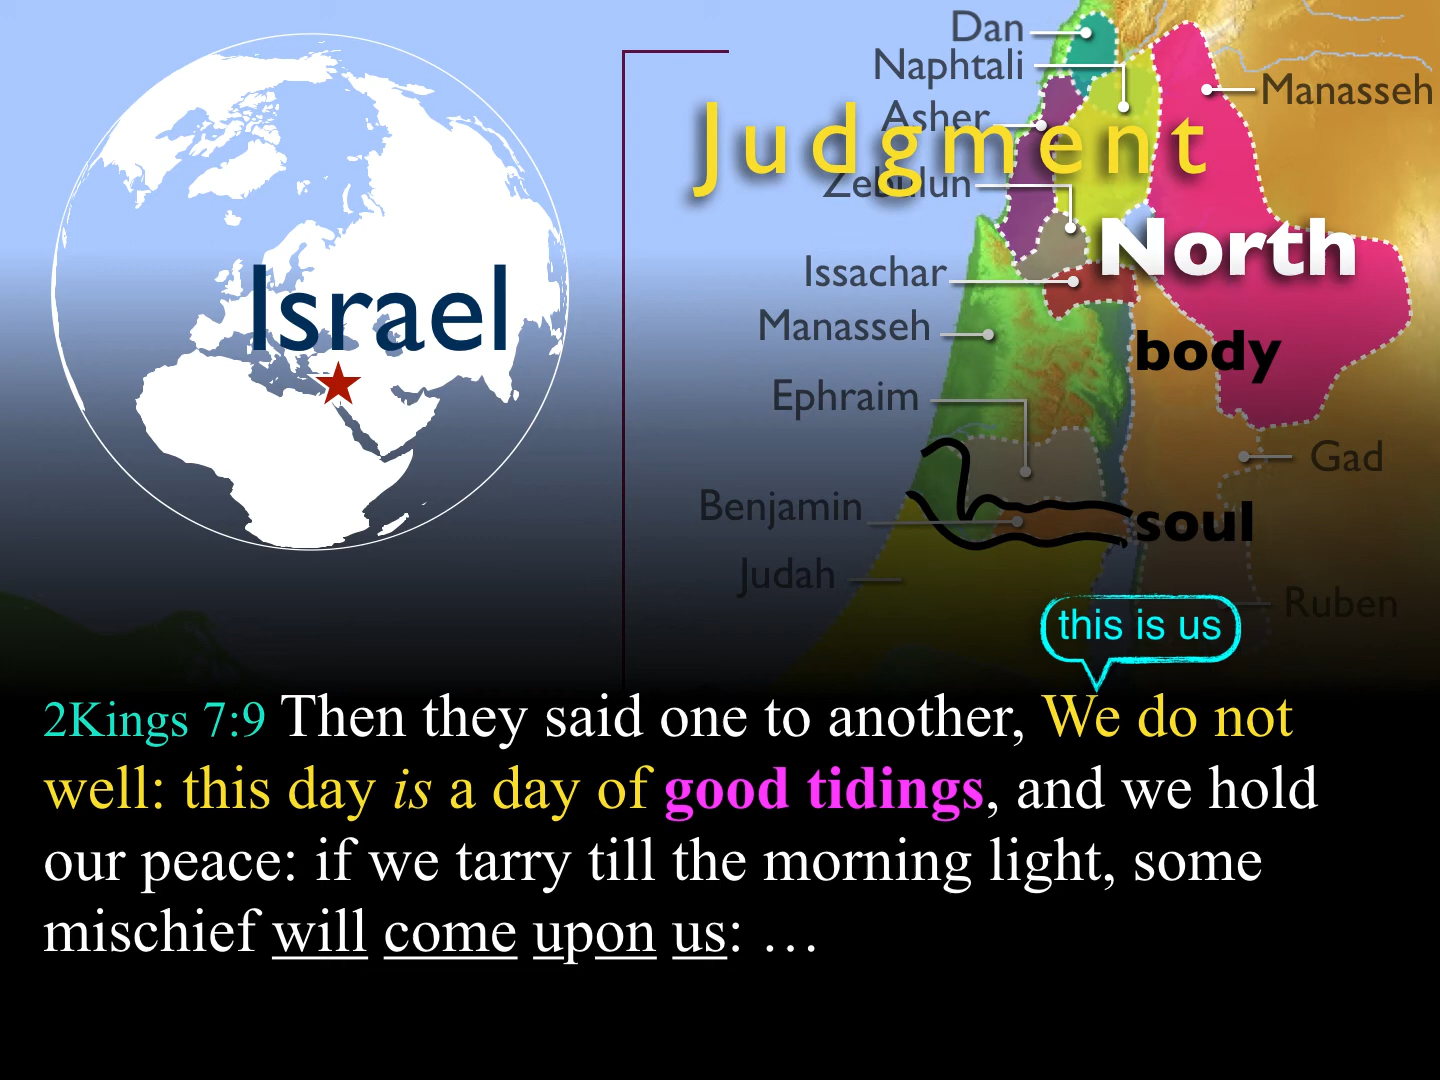 Dan
Naphtali
Manasseh
Asher
Judgment
Zebulun
North
Israel
Issachar
Manasseh
body
Ephraim
Gad
Benjamin
soul
Judah
Ruben
this is us
2Kings 7:9 Then they said one to another, We do not
well: this day is a day of good tidings, and we hold
our peace: if we tarry till the morning light, some
mischief will come upon us: …